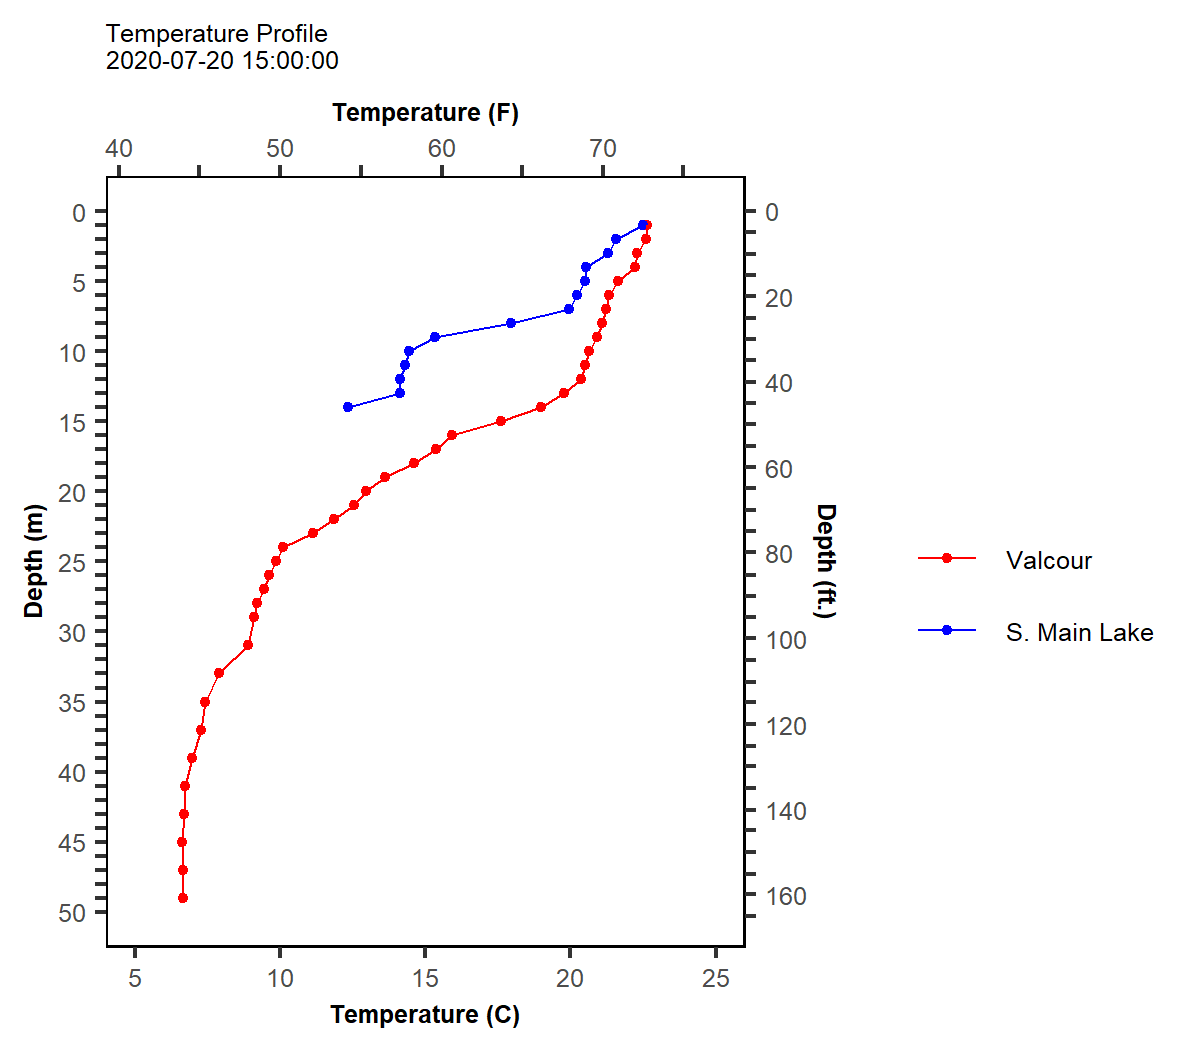 Temperature Profile
2020-07-20 15:00:00
Temperature (F)
40 50 60 70
0
5
10
15
20
25
30
35
40
45
50
Depth (m)
0
20
40
60
80
100
120
140
160
Depth (ft.)
Valcour
S. Main Lake
5 10 15 20 25
Temperature (C)